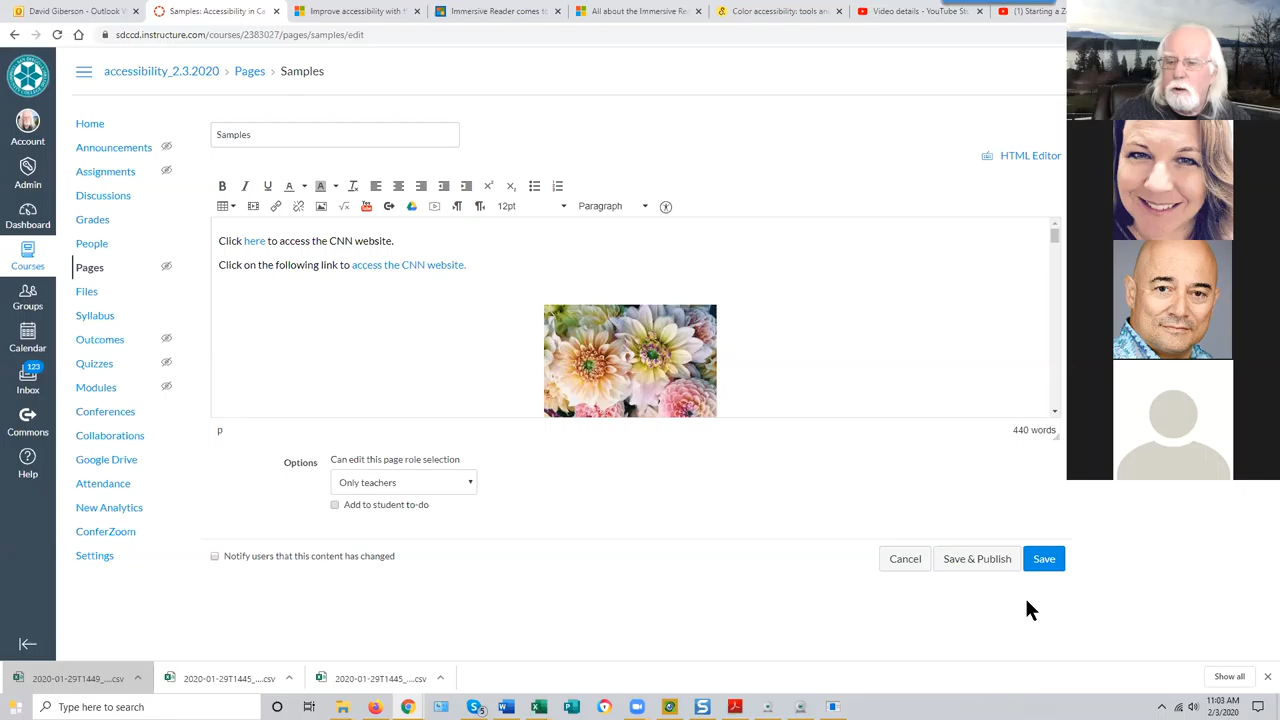 David Giberson - Outlook V
Samples: Accessibility in Ca
Improve accessibility with th
Immersive Reader comes to
All about the Immersive Rea
Color accessibility: tools and
Video details - YouTube Stu
(1) Starting a Z
sdccd.instructure.com/courses/2383027/pages/samples/edit
accessibility_2.3.2020 › Pages › Samples
Account
Admin
Dashboard
Courses
Groups
Calendar
123
Inbox
Commons
Help
Home
Announcements
Assignments
Discussions
Grades
People
Pages
Files
Syllabus
Outcomes
Quizzes
Modules
Conferences
Collaborations
Google Drive
Attendance
New Analytics
ConferZoom
Settings
Samples
HTML Editor
12pt Paragraph
Click here to access the CNN website.
Click on the following link to access the CNN website.
p 440 words
Options Can edit this page role selection
Only teachers
Add to student to-do
Notify users that this content has changed
Cancel Save & Publish Save
2020-01-29T1449_....csv 2020-01-29T1445_....csv 2020-01-29T1445_....csv Show all
Type here to search
11:03 AM
2/3/2020